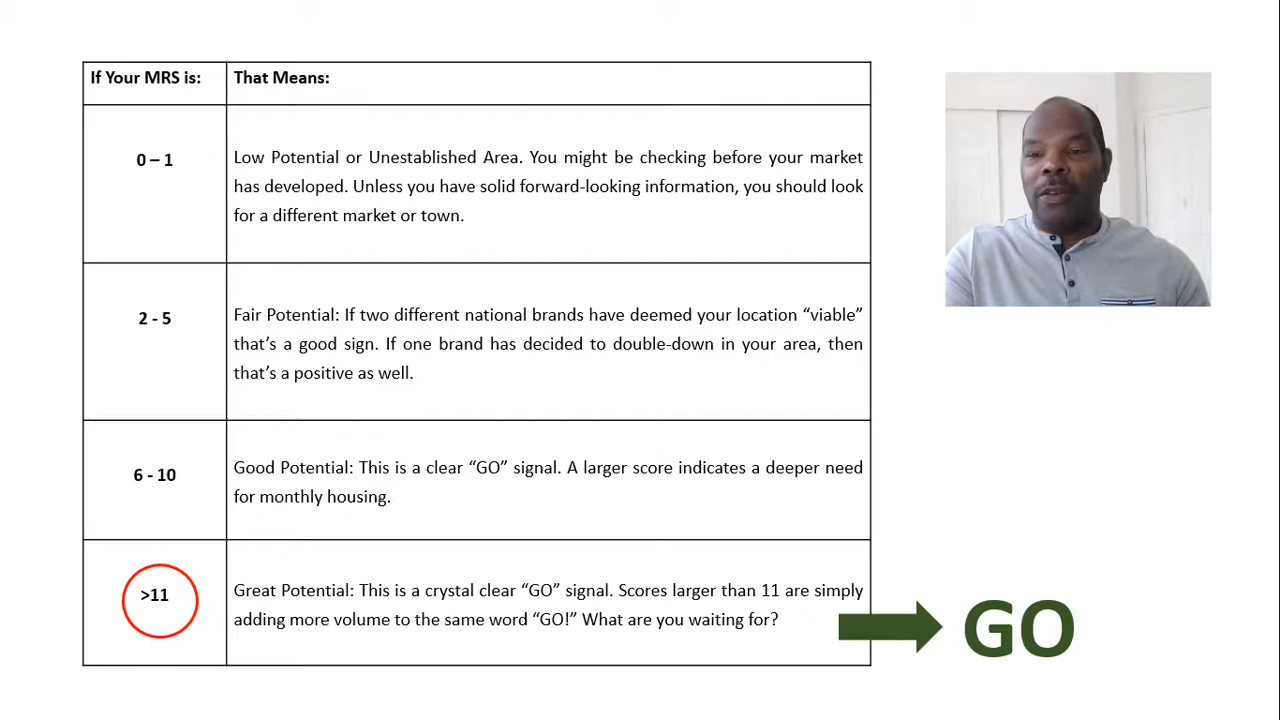 If Your MRS is:
That Means:
0 – 1
Low Potential or Unestablished Area. You might be checking before your market
has developed. Unless you have solid forward-looking information, you should look
for a different market or town.
2 - 5
Fair Potential: If two different national brands have deemed your location “viable”
that’s a good sign. If one brand has decided to double-down in your area, then
that’s a positive as well.
6 - 10
Good Potential: This is a clear “GO” signal. A larger score indicates a deeper need
for monthly housing.
>11
Great Potential: This is a crystal clear “GO” signal. Scores larger than 11 are simply
adding more volume to the same word “GO!” What are you waiting for?
GO